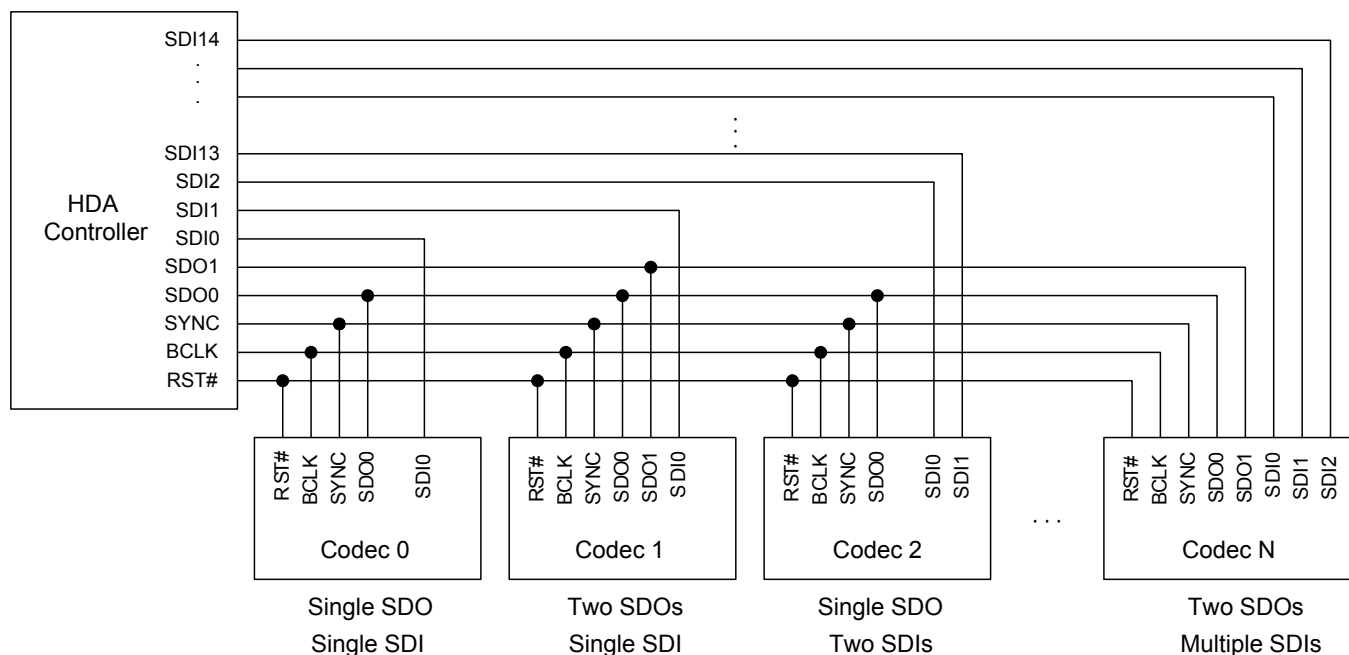 SDI14
.
.
.
SDI13
SDI2
SDI1
SDI0
SDO1
SDO0
SYNC
BCLK
RST#
HDA
Controller
. . .
RST#
BCLK
SYNC
SDO0
SDI0
Codec 0
Single SDO
Single SDI
RST#
BCLK
SYNC
SDO0
SDO1
SDI0
Codec 1
Two SDOs
Single SDI
RST#
BCLK
SYNC
SDO0
SDI0
SDI1
Codec 2
Single SDO
Two SDIs
. . .
RST#
BCLK
SYNC
SDO0
SDO1
SDI0
SDI1
SDI2
Codec N
Two SDOs
Multiple SDIs